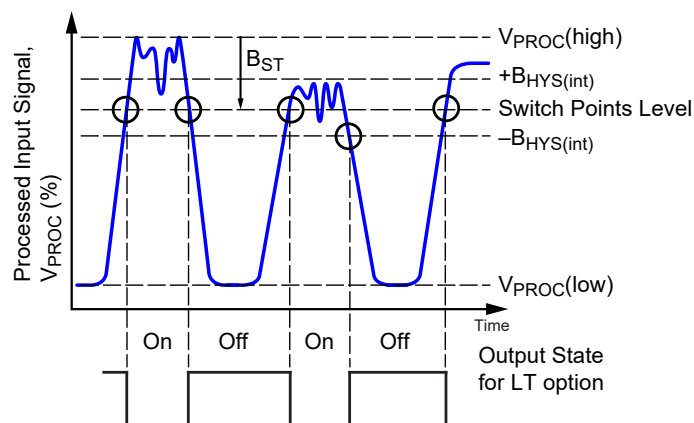 Processed Input Signal,
VPROC (%)
BST
VPROC(high)
+BHYS(int)
Switch Points Level
–BHYS(int)
VPROC(low)
Time
On
Off
On
Off
Output State
for LT option